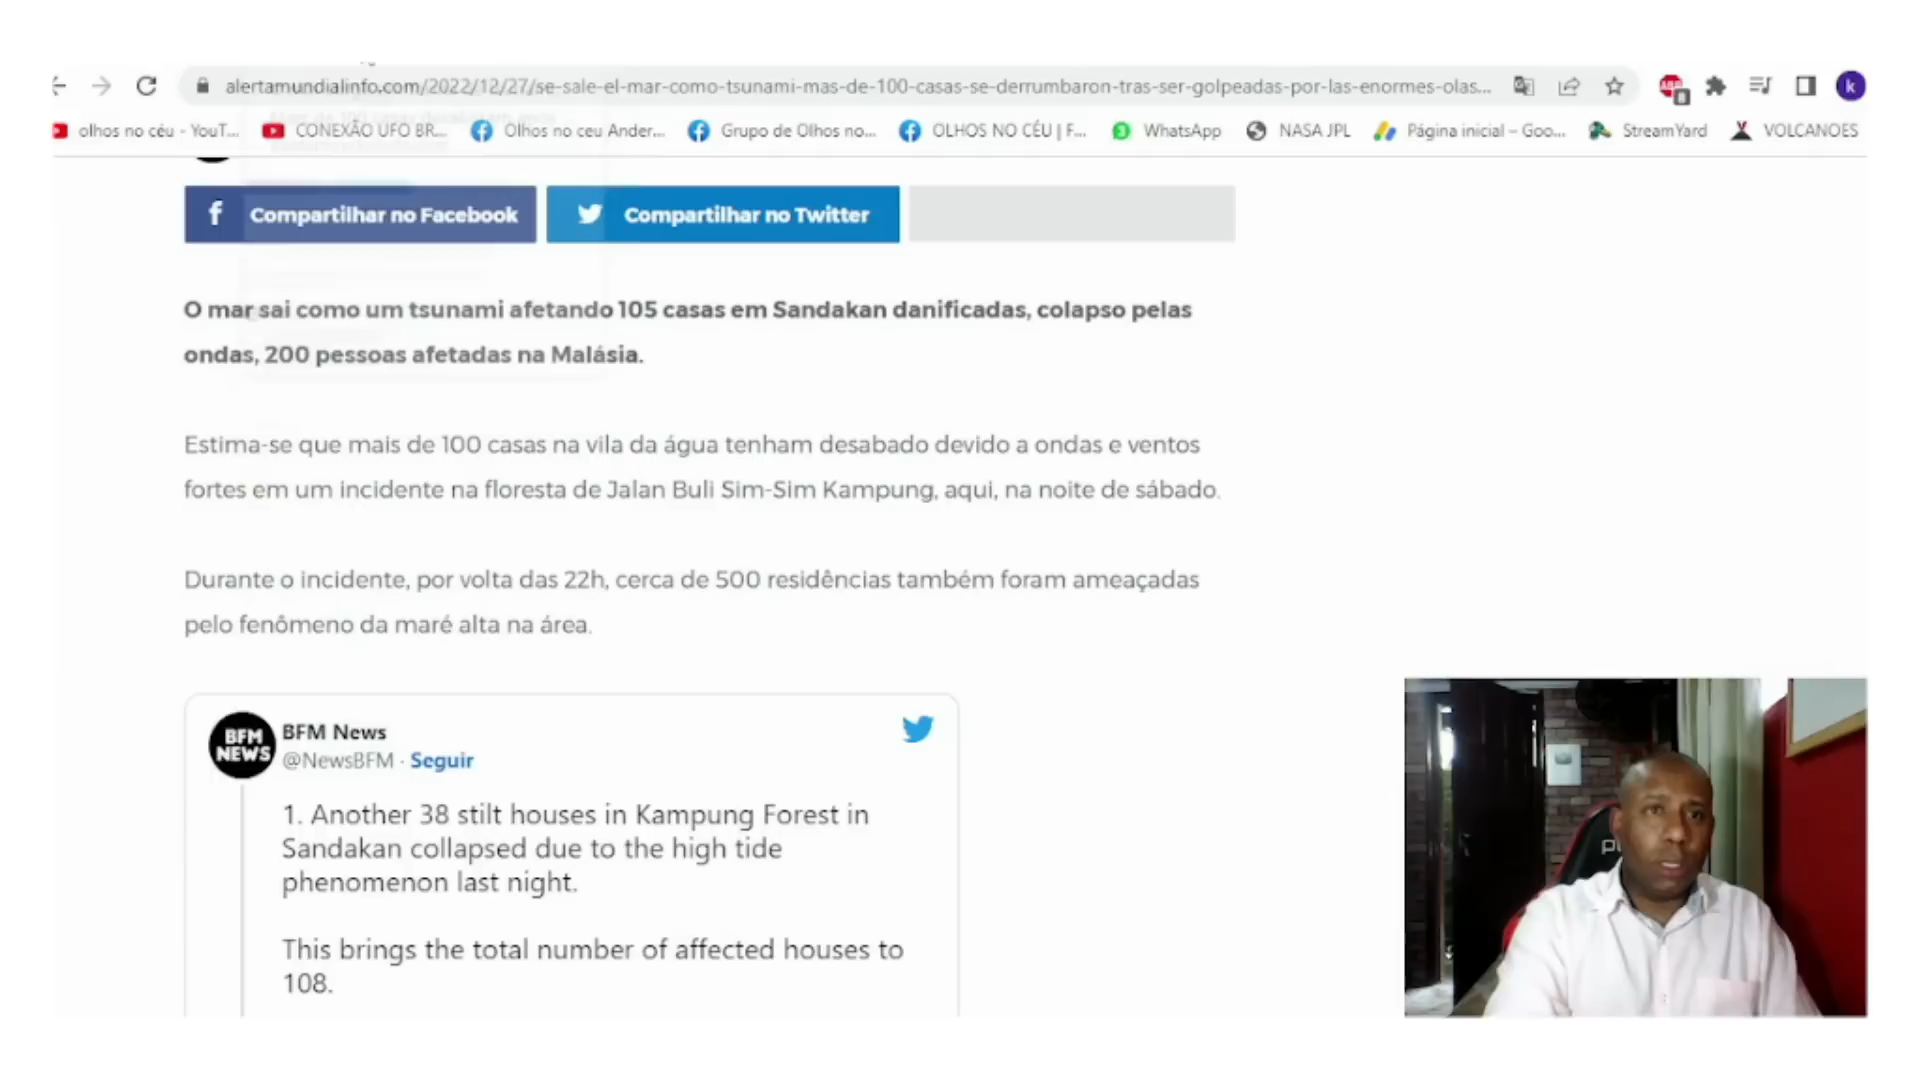 alertamundialinfo.com/2022/12/27/se-sale-el-mar-como-tsunami-mas-de-100-casas-se-derrumbaron-tras-ser-golpeadas-por-las-enormes-olas...
k
olhos no céu - YouT... CONEXÃO UFO BR... Olhos no ceu Ander... Grupo de Olhos no... OLHOS NO CÉU | F... WhatsApp NASA JPL Página inicial – Goo... StreamYard VOLCANOES
Compartilhar no Facebook Compartilhar no Twitter
O mar sai como um tsunami afetando 105 casas em Sandakan danificadas, colapso pelas
ondas, 200 pessoas afetadas na Malásia.
Estima-se que mais de 100 casas na vila da água tenham desabado devido a ondas e ventos
fortes em um incidente na floresta de Jalan Buli Sim-Sim Kampung, aqui, na noite de sábado.
Durante o incidente, por volta das 22h, cerca de 500 residências também foram ameaçadas
pelo fenômeno da maré alta na área.
BFM
NEWS
BFM News
@NewsBFM · Seguir
1. Another 38 stilt houses in Kampung Forest in
Sandakan collapsed due to the high tide
phenomenon last night.
This brings the total number of affected houses to
108.